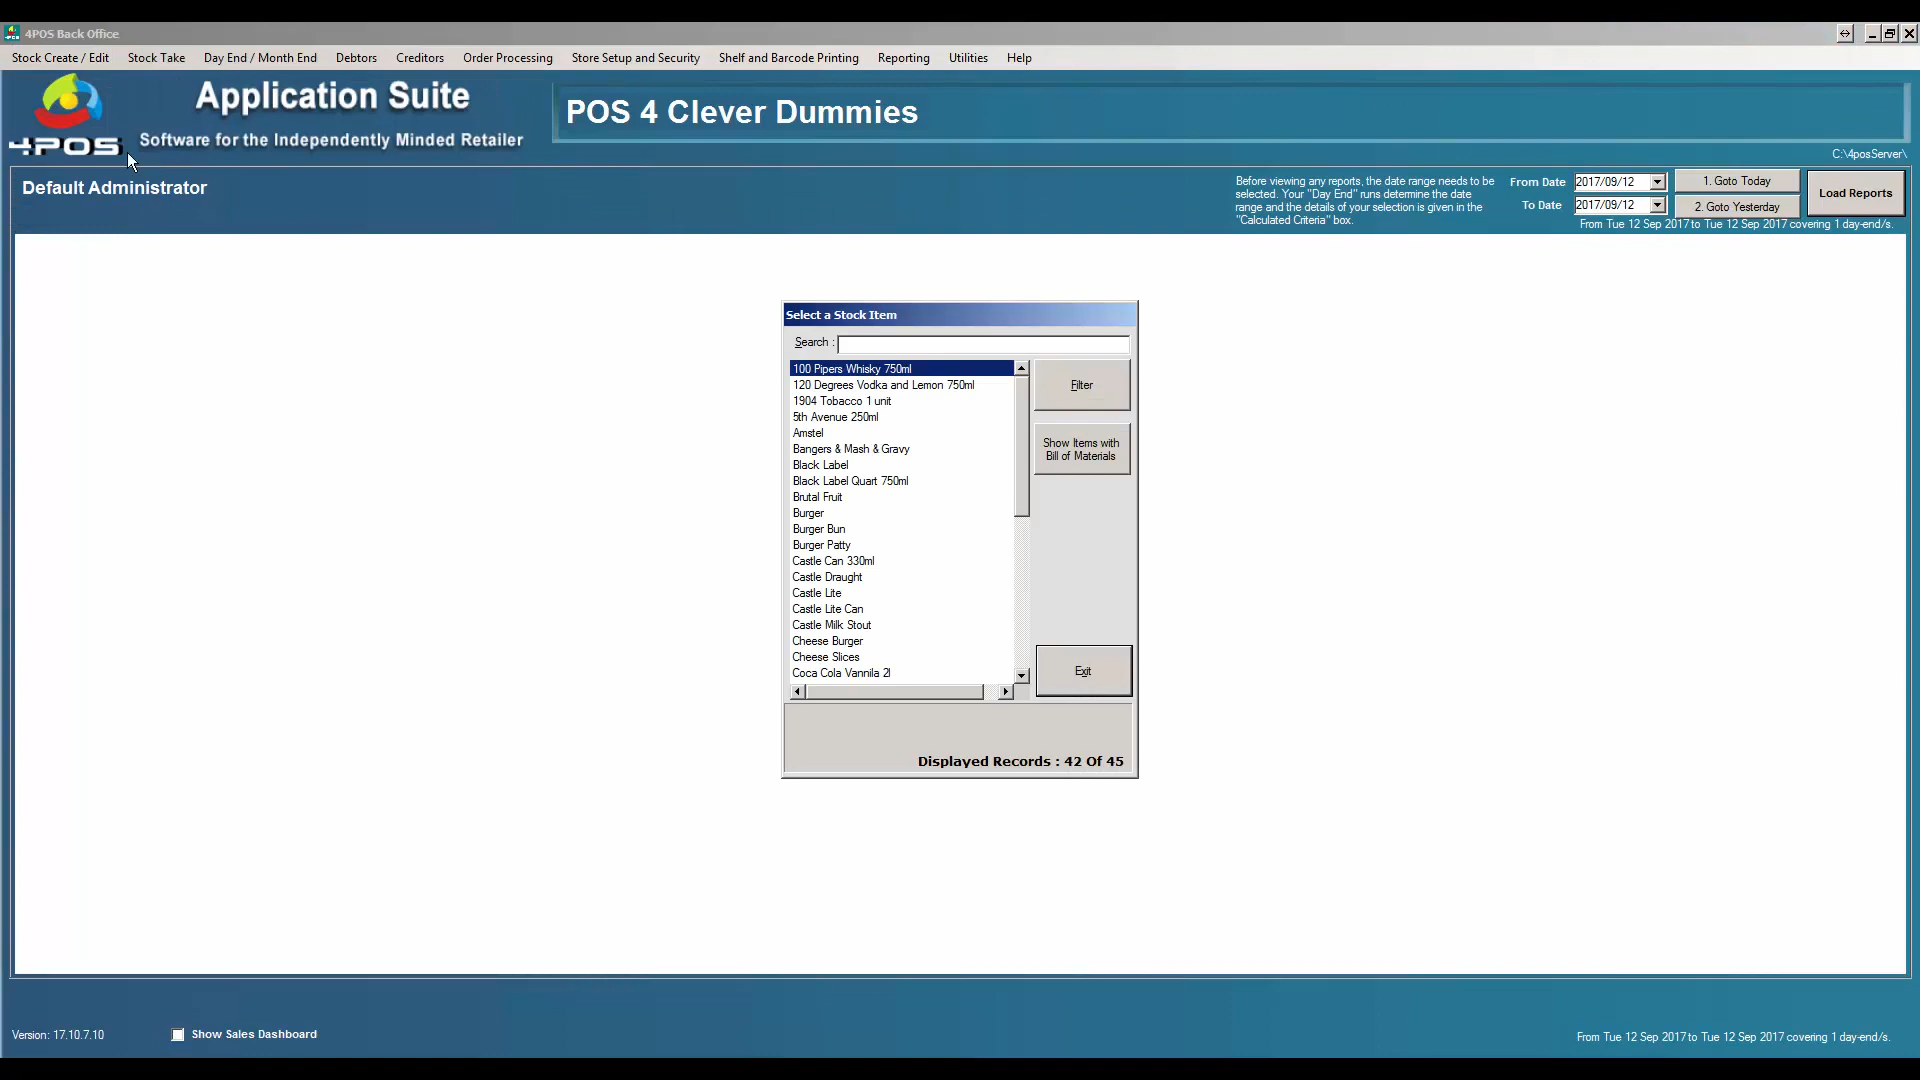 4POS Back Office
Stock Create / Edit Stock Take Day End / Month End Debtors Creditors Order Processing Store Setup and Security Shelf and Barcode Printing Reporting Utilities Help
4POS
Application Suite
Software for the Independently Minded Retailer
POS 4 Clever Dummies
C:\4posServer\
Default Administrator
Before viewing any reports, the date range needs to be
selected. Your "Day End" runs determine the date
range and the details of your selection is given in the
"Calculated Criteria" box.
From Date 2017/09/12
To Date 2017/09/12
1. Goto Today
2. Goto Yesterday
Load Reports
From Tue 12 Sep 2017 to Tue 12 Sep 2017 covering 1 day-end/s.
Select a Stock Item
Search :
100 Pipers Whisky 750ml
120 Degrees Vodka and Lemon 750ml
1904 Tobacco 1 unit
5th Avenue 250ml
Amstel
Bangers & Mash & Gravy
Black Label
Black Label Quart 750ml
Brutal Fruit
Burger
Burger Bun
Burger Patty
Castle Can 330ml
Castle Draught
Castle Lite
Castle Lite Can
Castle Milk Stout
Cheese Burger
Cheese Slices
Coca Cola Vannila 2l
Filter
Show Items with
Bill of Materials
Exit
Displayed Records : 42 Of 45
Version: 17.10.7.10
Show Sales Dashboard
From Tue 12 Sep 2017 to Tue 12 Sep 2017 covering 1 day-end/s.